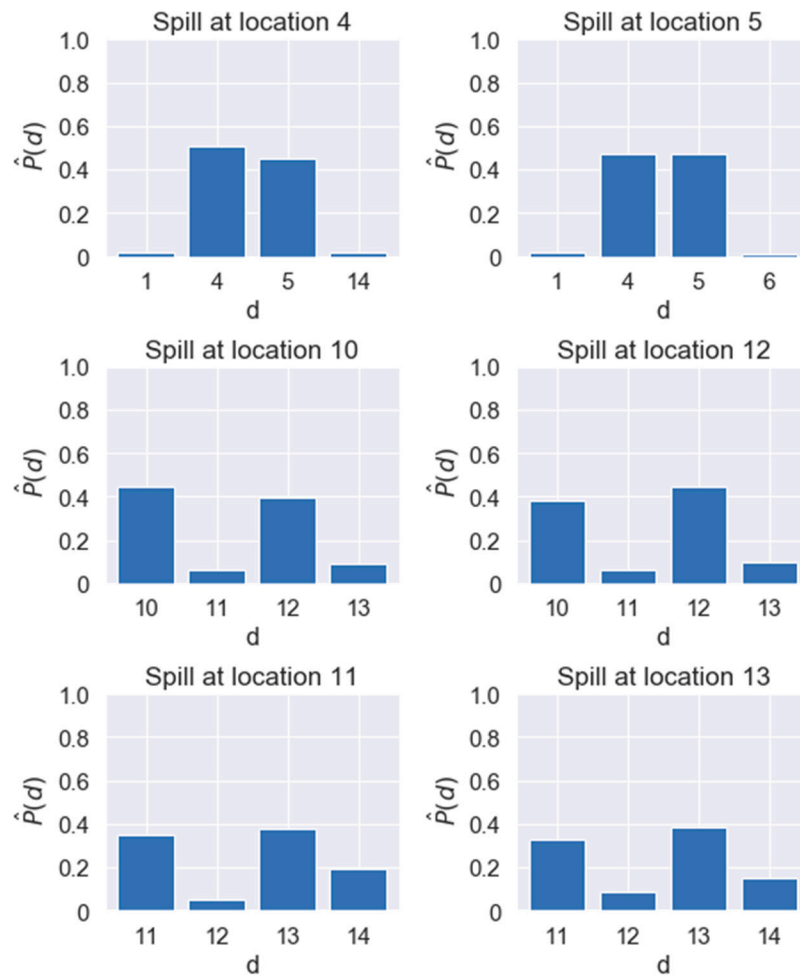 Spill at location 4
1.0
0.8
0.6
0.4
0.2
0
P̂(d)
1 4 5 14
d
Spill at location 5
1.0
0.8
0.6
0.4
0.2
0
P̂(d)
1 4 5 6
d
Spill at location 10
1.0
0.8
0.6
0.4
0.2
0
P̂(d)
10 11 12 13
d
Spill at location 12
1.0
0.8
0.6
0.4
0.2
0
P̂(d)
10 11 12 13
d
Spill at location 11
1.0
0.8
0.6
0.4
0.2
0
P̂(d)
11 12 13 14
d
Spill at location 13
1.0
0.8
0.6
0.4
0.2
0
P̂(d)
11 12 13 14
d